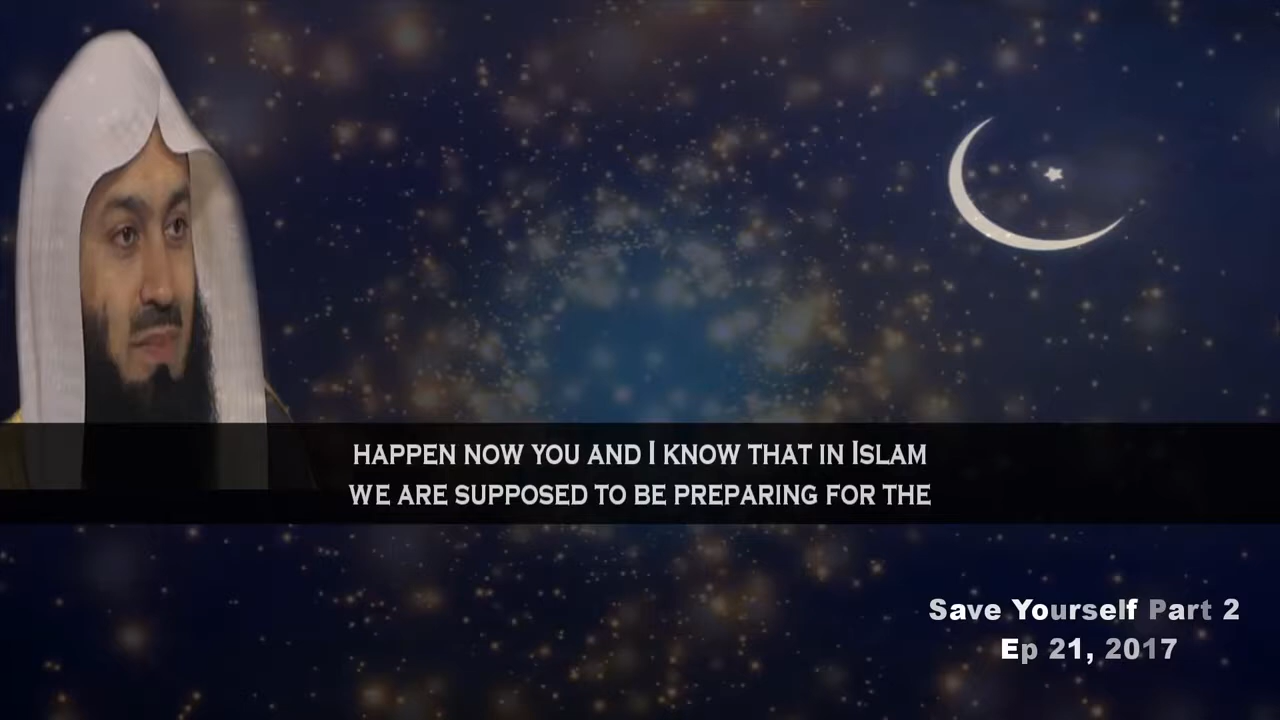 HAPPEN NOW YOU AND I KNOW THAT IN ISLAM
WE ARE SUPPOSED TO BE PREPARING FOR THE
Save Yourself Part 2
Ep 21, 2017